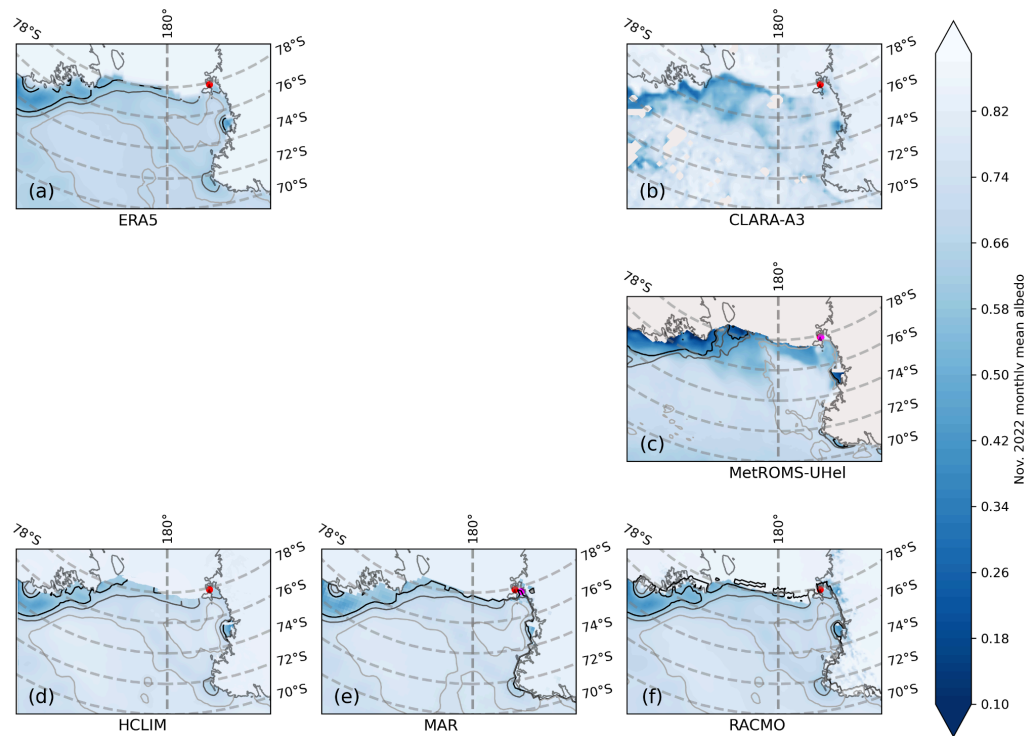 78°S
180°
78°S
76°S
74°S
72°S
70°S
(a)
ERA5
78°S
180°
78°S
76°S
74°S
72°S
70°S
(b)
CLARA-A3
78°S
180°
78°S
76°S
74°S
72°S
70°S
(c)
MetROMS-UHel
78°S
180°
78°S
76°S
74°S
72°S
70°S
(d)
HCLIM
78°S
180°
78°S
76°S
74°S
72°S
70°S
(e)
MAR
78°S
180°
78°S
76°S
74°S
72°S
70°S
(f)
RACMO
0.82
0.74
0.66
0.58
0.50
0.42
0.34
0.26
0.18
0.10
Nov. 2022 monthly mean albedo